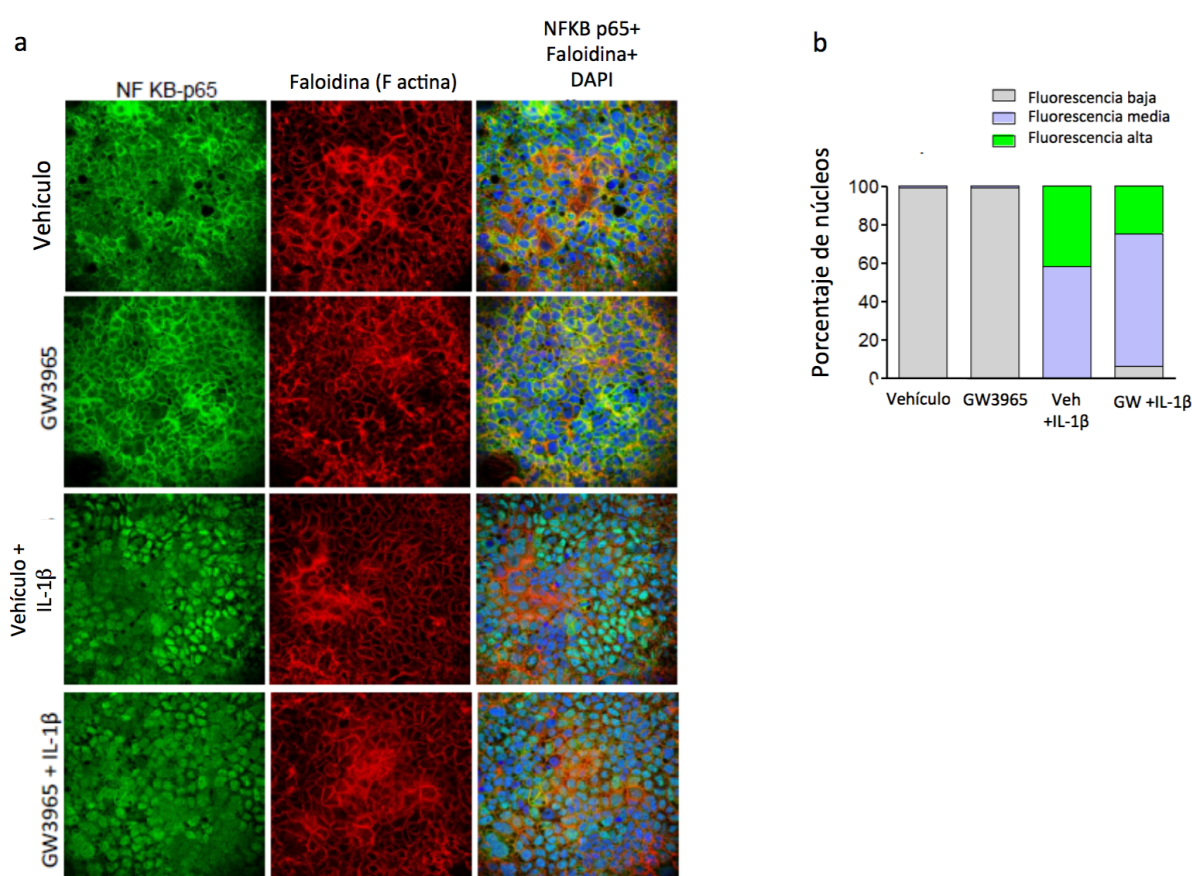 a
NF KB-p65
Faloidina (F actina)
NFKB p65+
Faloidina+
DAPI
Vehículo
GW3965
Vehículo +
IL-1β
GW3965 + IL-1β
b
Fluorescencia baja
Fluorescencia media
Fluorescencia alta
Porcentaje de núcleos
100
80
60
40
20
0
Vehículo
GW3965
Veh
+IL-1β
GW +IL-1β